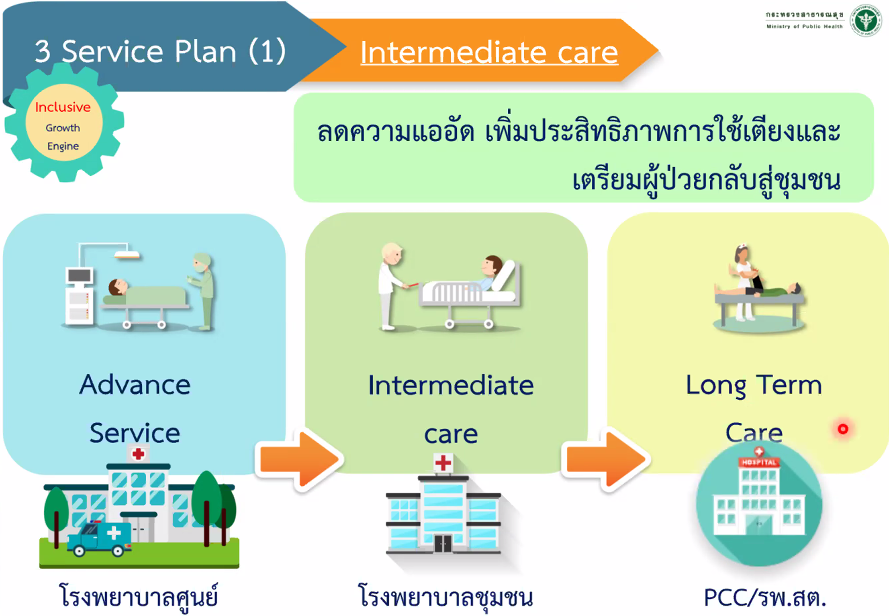 3 Service Plan (1)
Intermediate care
กระทรวงสาธารณสุข
Ministry of Public Health
Inclusive
Growth
Engine
ลดความแออัด เพิ่มประสิทธิภาพการใช้เตียงและ
เตรียมผู้ป่วยกลับสู่ชุมชน
Advance
Service
Intermediate
care
Long Term
Care
HOSPITAL
โรงพยาบาลศูนย์
โรงพยาบาลชุมชน
PCC/รพ.สต.